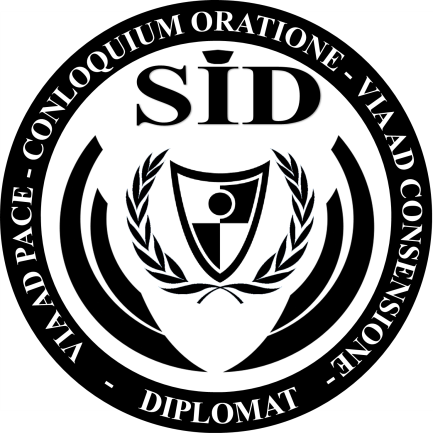 SID
VIA AD PACE - CONLOQUIUM ORATIONE - VIA AD CONSENSIONE -
DIPLOMAT -